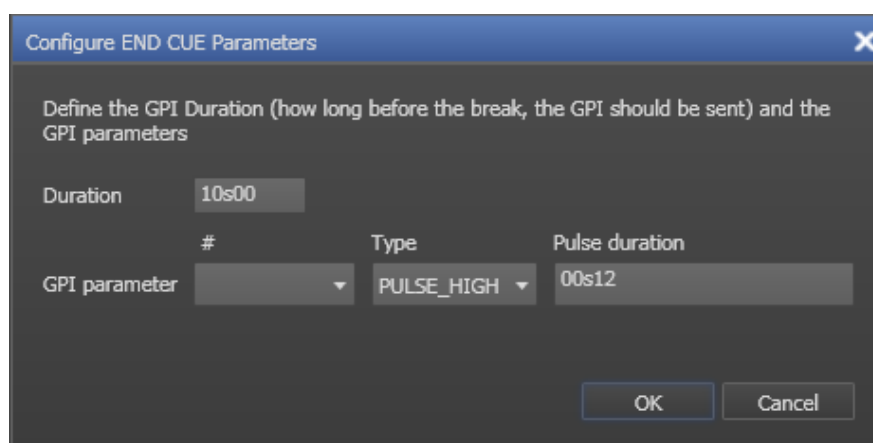 Configure END CUE Parameters
Define the GPI Duration (how long before the break, the GPI should be sent) and the
GPI parameters
Duration 10s00
# Type Pulse duration
GPI parameter PULSE_HIGH 00s12
OK Cancel